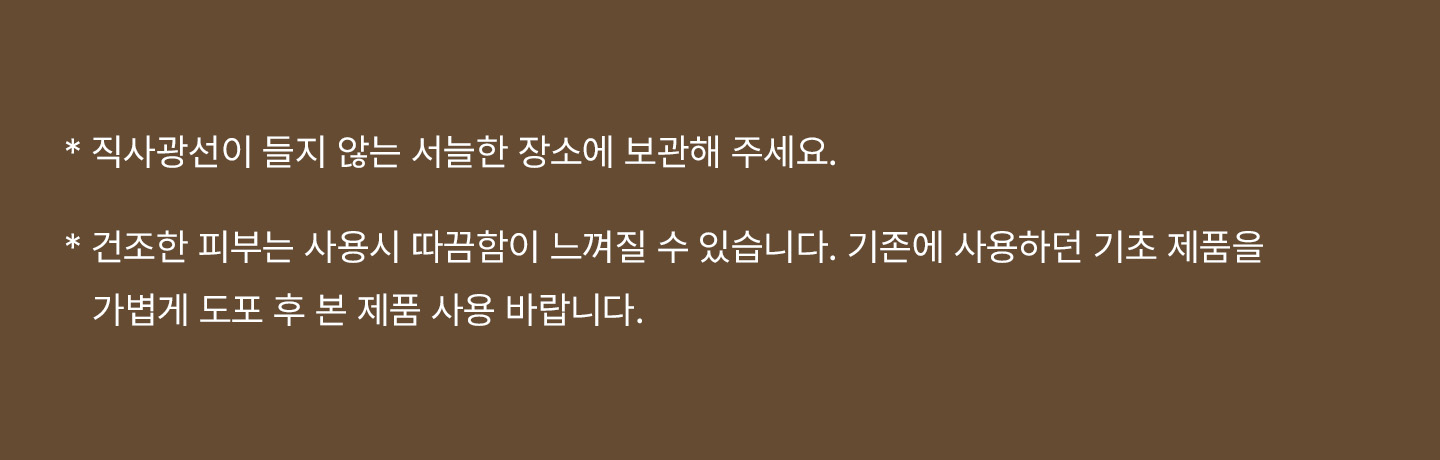 * 직사광선이 들지 않는 서늘한 장소에 보관해 주세요.
* 건조한 피부는 사용시 따끔함이 느껴질 수 있습니다. 기존에 사용하던 기초 제품을
가볍게 도포 후 본 제품 사용 바랍니다.